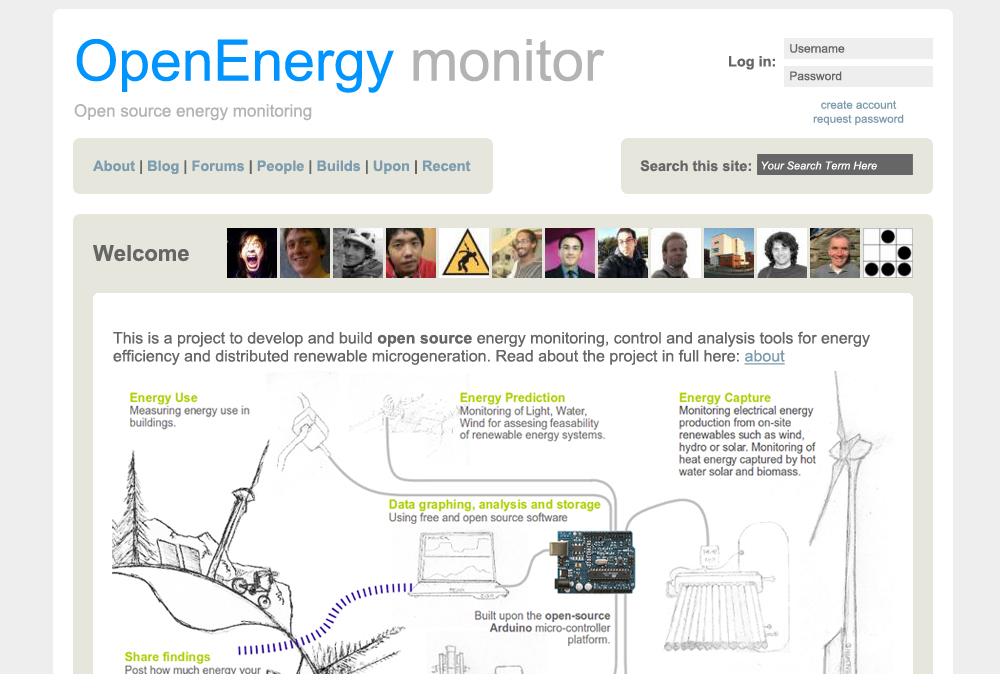 OpenEnergy monitor
Open source energy monitoring
Log in:
Username
Password
create account
request password
About | Blog | Forums | People | Builds | Upon | Recent
Search this site: Your Search Term Here
Welcome
This is a project to develop and build open source energy monitoring, control and analysis tools for energy
efficiency and distributed renewable microgeneration. Read about the project in full here: about
Energy Use
Measuring energy use in
buildings.
Energy Prediction
Monitoring of Light, Water,
Wind for assesing feasability
of renewable energy systems.
Energy Capture
Monitoring electrical energy
production from on-site
renewables such as wind,
hydro or solar. Monitoring of
heat energy captured by hot
water solar and biomass.
Data graphing, analysis and storage
Using free and open source software
Built upon the open-source
Arduino micro-controller
platform.
Share findings
Post how much energy your